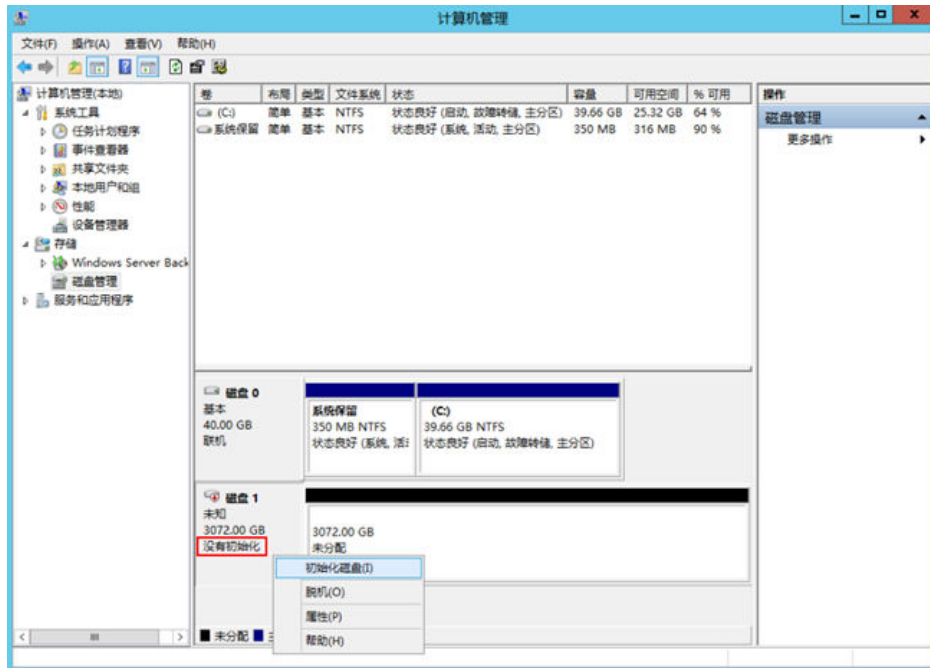 计算机管理
文件(F) 操作(A) 查看(V) 帮助(H)
计算机管理(本地)
系统工具
任务计划程序
事件查看器
共享文件夹
本地用户和组
性能
设备管理器
存储
Windows Server Back
磁盘管理
服务和应用程序
卷 布局 类型 文件系统 状态 容量 可用空间 % 可用
(C:) 简单 基本 NTFS 状态良好 (启动, 故障转储, 主分区) 39.66 GB 25.32 GB 64 %
系统保留 简单 基本 NTFS 状态良好 (系统, 活动, 主分区) 350 MB 316 MB 90 %
操作
磁盘管理
更多操作
磁盘 0
基本
40.00 GB
联机
系统保留
350 MB NTFS
状态良好 (系统, 活
(C:)
39.66 GB NTFS
状态良好 (启动, 故障转储, 主分区)
磁盘 1
未知
3072.00 GB
没有初始化
3072.00 GB
未分配
初始化磁盘(I)
脱机(O)
属性(P)
帮助(H)
未分配